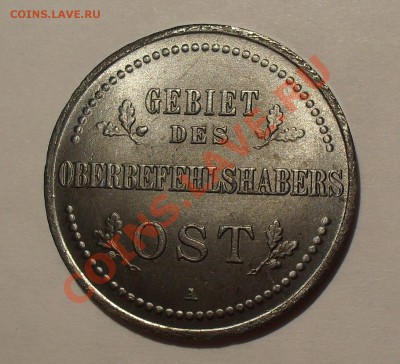 COINS.LAVE.RU
GEBIET
DES
OBERBEFEHLSHABERS
OST
A
COINS.LAVE.RU